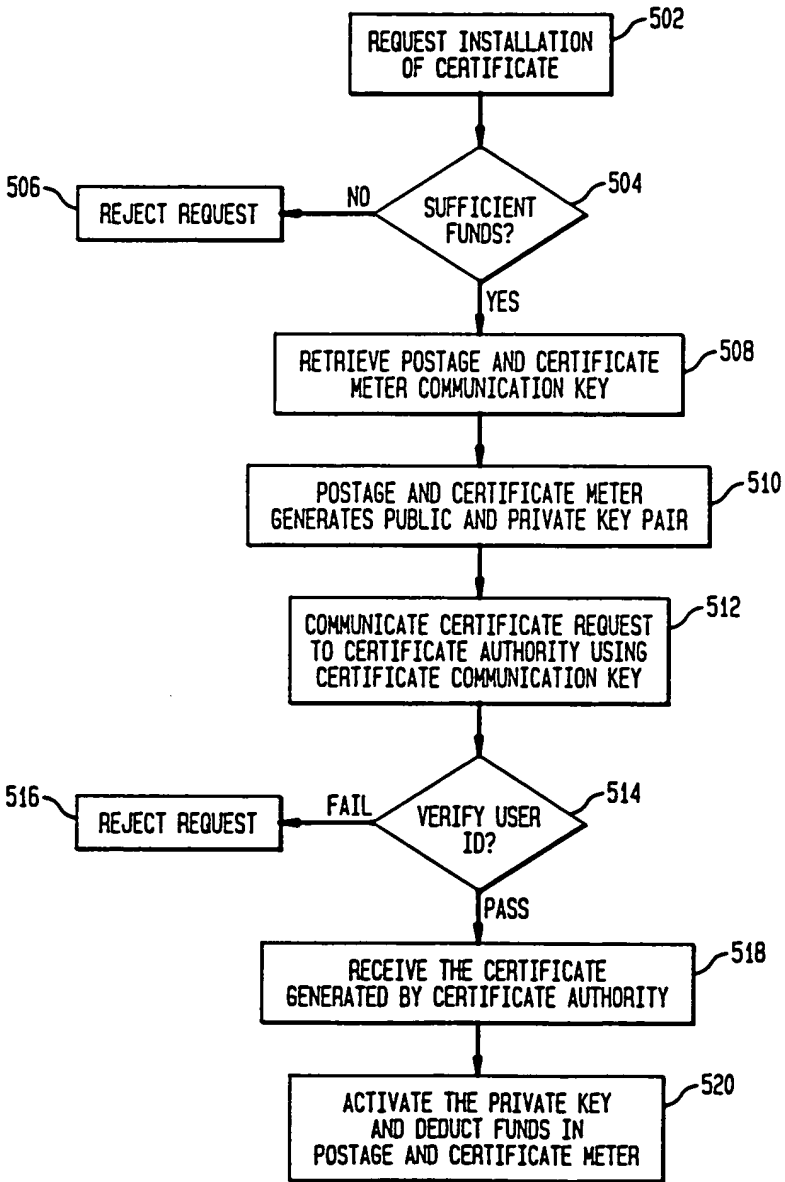 502
REQUEST INSTALLATION
OF CERTIFICATE
504
SUFFICIENT
FUNDS?
NO
506
REJECT REQUEST
YES
508
RETRIEVE POSTAGE AND CERTIFICATE
METER COMMUNICATION KEY
510
POSTAGE AND CERTIFICATE METER
GENERATES PUBLIC AND PRIVATE KEY PAIR
512
COMMUNICATE CERTIFICATE REQUEST
TO CERTIFICATE AUTHORITY USING
CERTIFICATE COMMUNICATION KEY
514
VERIFY USER
ID?
FAIL
516
REJECT REQUEST
PASS
518
RECEIVE THE CERTIFICATE
GENERATED BY CERTIFICATE AUTHORITY
520
ACTIVATE THE PRIVATE KEY
AND DEDUCT FUNDS IN
POSTAGE AND CERTIFICATE METER